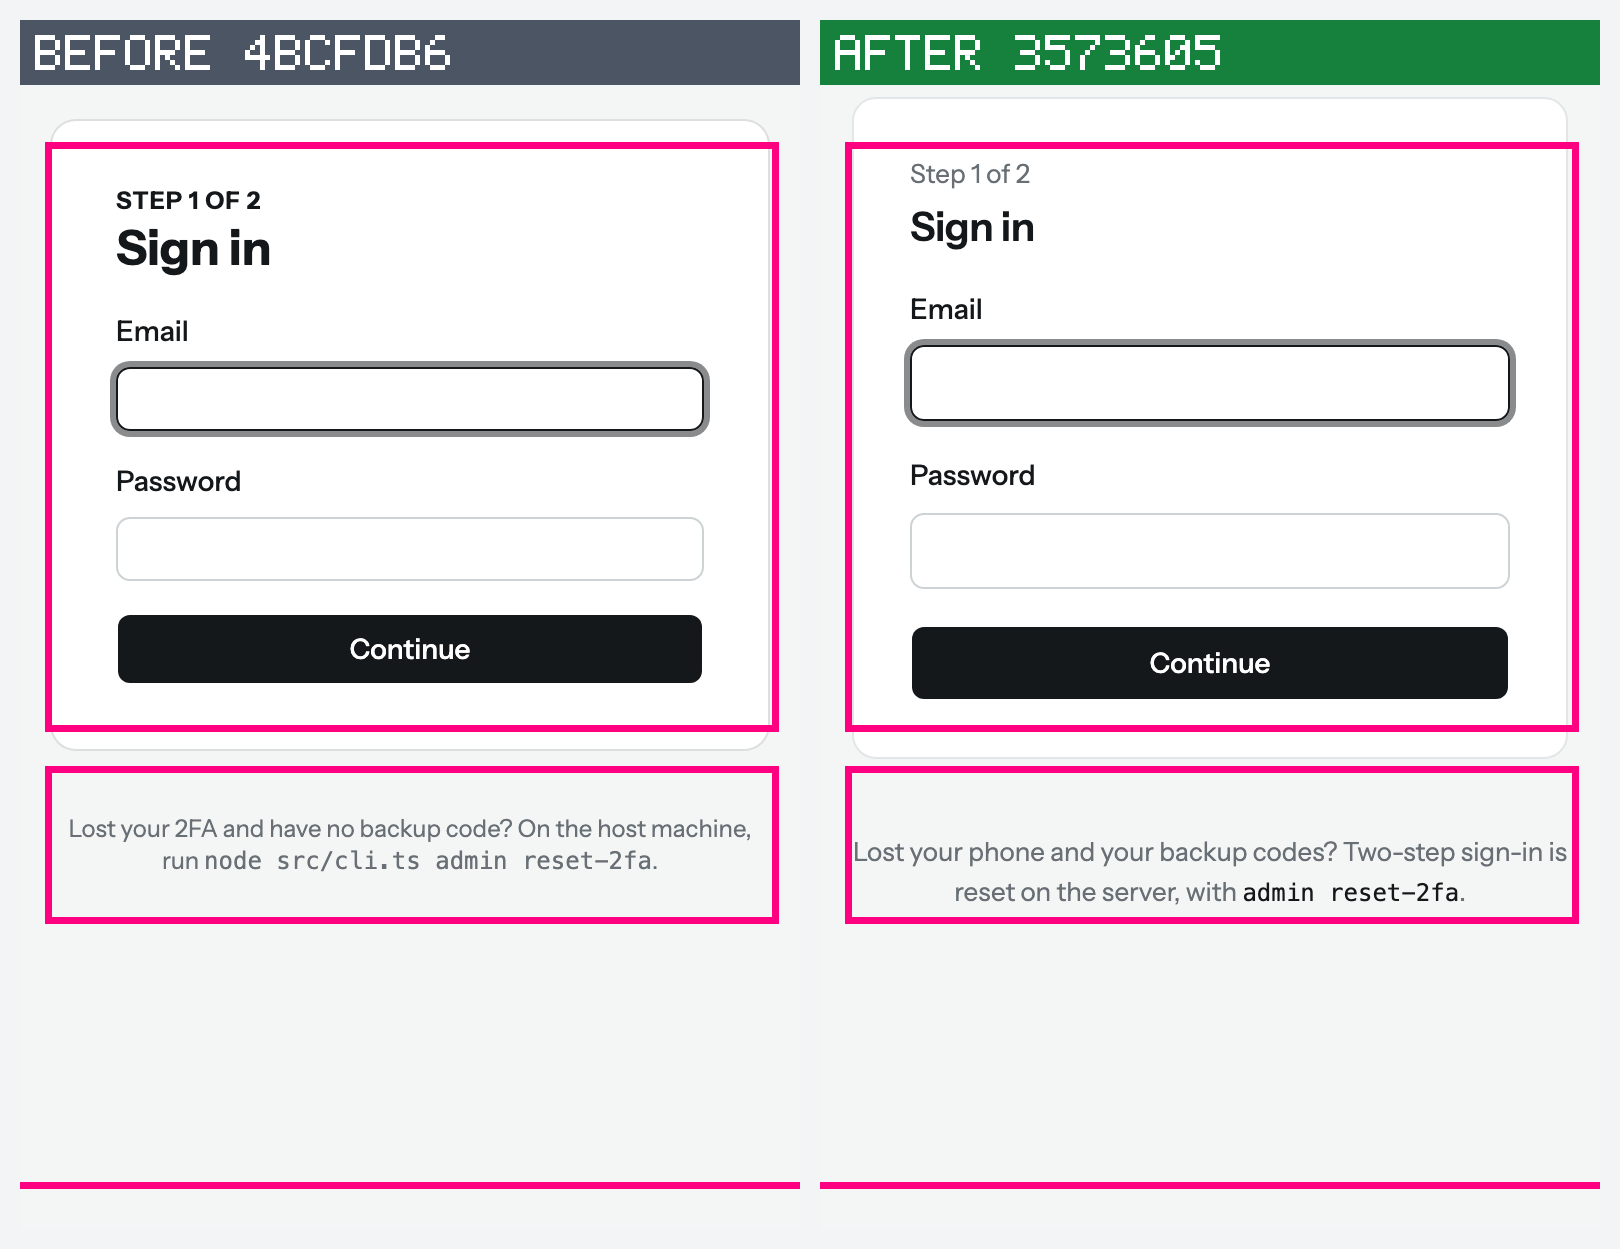 BEFORE 4BCFDB6
STEP 1 OF 2
Sign in
Email
Password
Continue
Lost your 2FA and have no backup code? On the host machine,
run node src/cli.ts admin reset-2fa.
AFTER 3573605
Step 1 of 2
Sign in
Email
Password
Continue
Lost your phone and your backup codes? Two-step sign-in is
reset on the server, with admin reset-2fa.